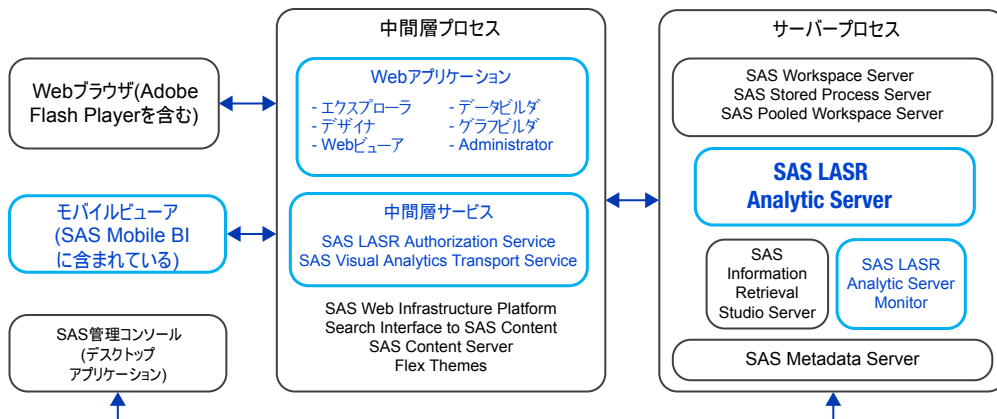 Webブラウザ(Adobe
Flash Playerを含む)
モバイルビューア
(SAS Mobile BI
に含まれている)
SAS管理コンソール
(デスクトップ
アプリケーション)
中間層プロセス
Webアプリケーション
- エクスプローラ
- デザイナ
- Webビューア
- データビルダ
- グラフビルダ
- Administrator
中間層サービス
SAS LASR Authorization Service
SAS Visual Analytics Transport Service
SAS Web Infrastructure Platform
Search Interface to SAS Content
SAS Content Server
Flex Themes
サーバープロセス
SAS Workspace Server
SAS Stored Process Server
SAS Pooled Workspace Server
SAS LASR
Analytic Server
SAS
Information
Retrieval
Studio Server
SAS LASR
Analytic Server
Monitor
SAS Metadata Server